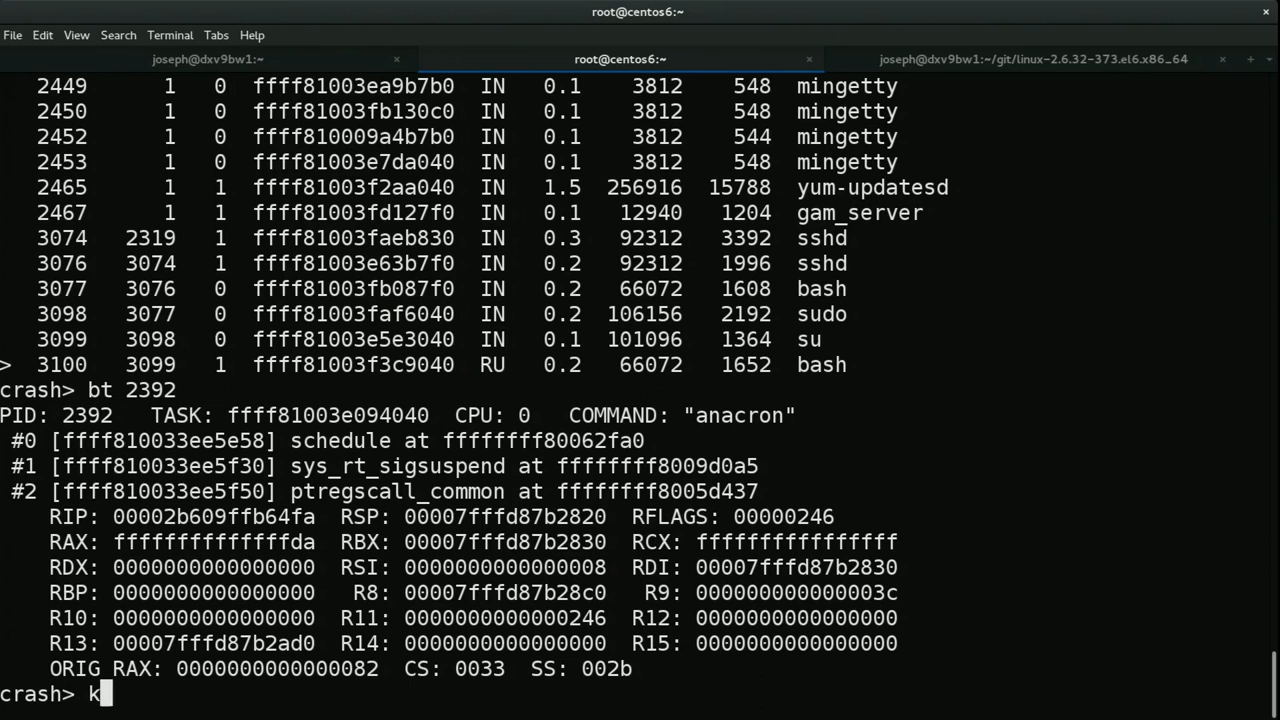 root@centos6:~ ×
File Edit View Search Terminal Tabs Help
joseph@dxv9bw1:~ × root@centos6:~ × joseph@dxv9bw1:~/git/linux-2.6.32-373.el6.x86_64 × +
2449 1 0 ffff81003ea9b7b0 IN 0.1 3812 548 mingetty
2450 1 0 ffff81003fb130c0 IN 0.1 3812 548 mingetty
2452 1 0 ffff810009a4b7b0 IN 0.1 3812 544 mingetty
2453 1 0 ffff81003e7da040 IN 0.1 3812 548 mingetty
2465 1 1 ffff81003f2aa040 IN 1.5 256916 15788 yum-updatesd
2467 1 1 ffff81003fd127f0 IN 0.1 12940 1204 gam_server
3074 2319 1 ffff81003faeb830 IN 0.3 92312 3392 sshd
3076 3074 1 ffff81003e63b7f0 IN 0.2 92312 1996 sshd
3077 3076 0 ffff81003fb087f0 IN 0.2 66072 1608 bash
3098 3077 0 ffff81003faf6040 IN 0.2 106156 2192 sudo
3099 3098 0 ffff81003e5e3040 IN 0.1 101096 1364 su
> 3100 3099 1 ffff81003f3c9040 RU 0.2 66072 1652 bash
crash> bt 2392
PID: 2392 TASK: ffff81003e094040 CPU: 0 COMMAND: "anacron"
#0 [ffff810033ee5e58] schedule at ffffffff80062fa0
#1 [ffff810033ee5f30] sys_rt_sigsuspend at ffffffff8009d0a5
#2 [ffff810033ee5f50] ptregscall_common at ffffffff8005d437
RIP: 00002b609ffb64fa RSP: 00007fffd87b2820 RFLAGS: 00000246
RAX: ffffffffffffffda RBX: 00007fffd87b2830 RCX: ffffffffffffffff
RDX: 0000000000000000 RSI: 0000000000000008 RDI: 00007fffd87b2830
RBP: 0000000000000000 R8: 00007fffd87b28c0 R9: 000000000000003c
R10: 0000000000000000 R11: 0000000000000246 R12: 0000000000000000
R13: 00007fffd87b2ad0 R14: 0000000000000000 R15: 0000000000000000
ORIG_RAX: 0000000000000082 CS: 0033 SS: 002b
crash> k